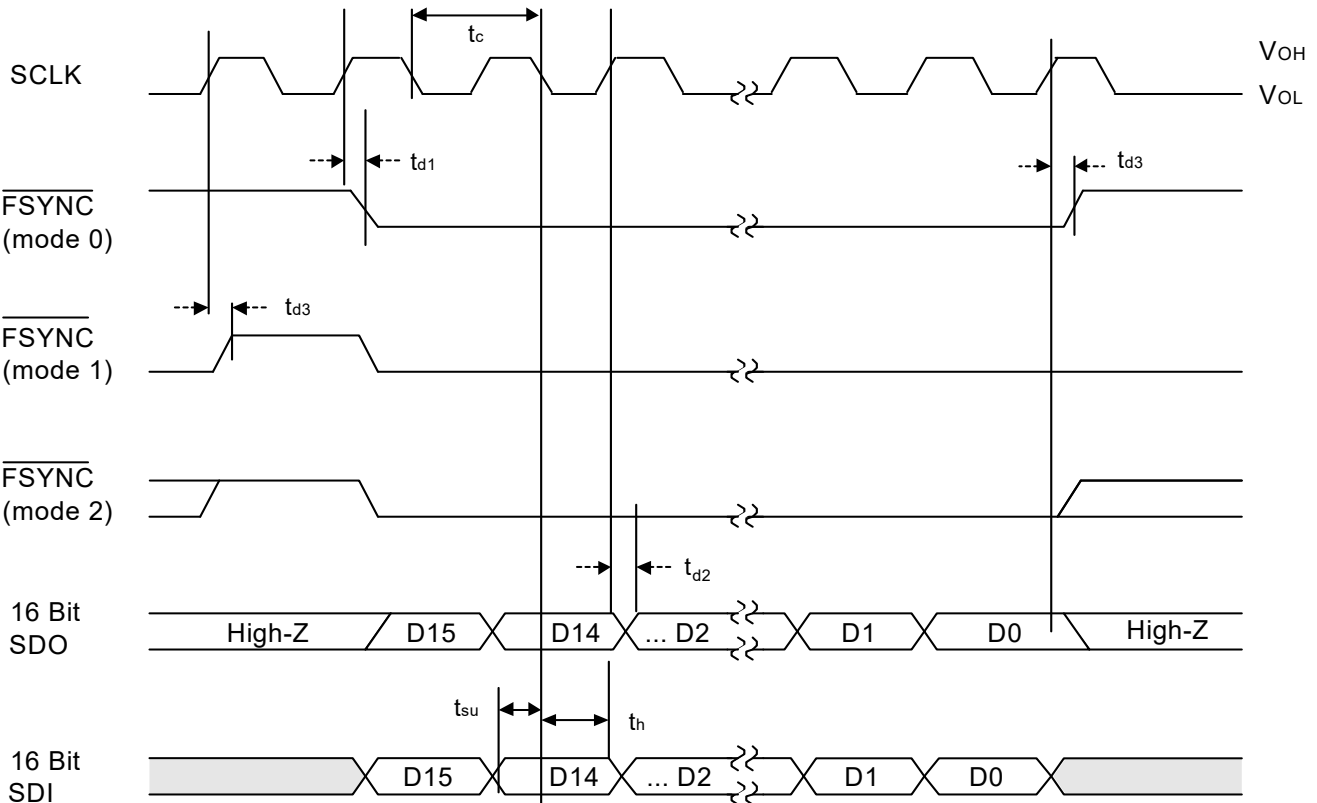 tc
SCLK
VOH
VOL
td1
td3
FSYNC
(mode 0)
td3
FSYNC
(mode 1)
FSYNC
(mode 2)
td2
16 Bit
SDO
High-Z
D15
D14
... D2
D1
D0
High-Z
tsu
th
16 Bit
SDI
D15
D14
... D2
D1
D0